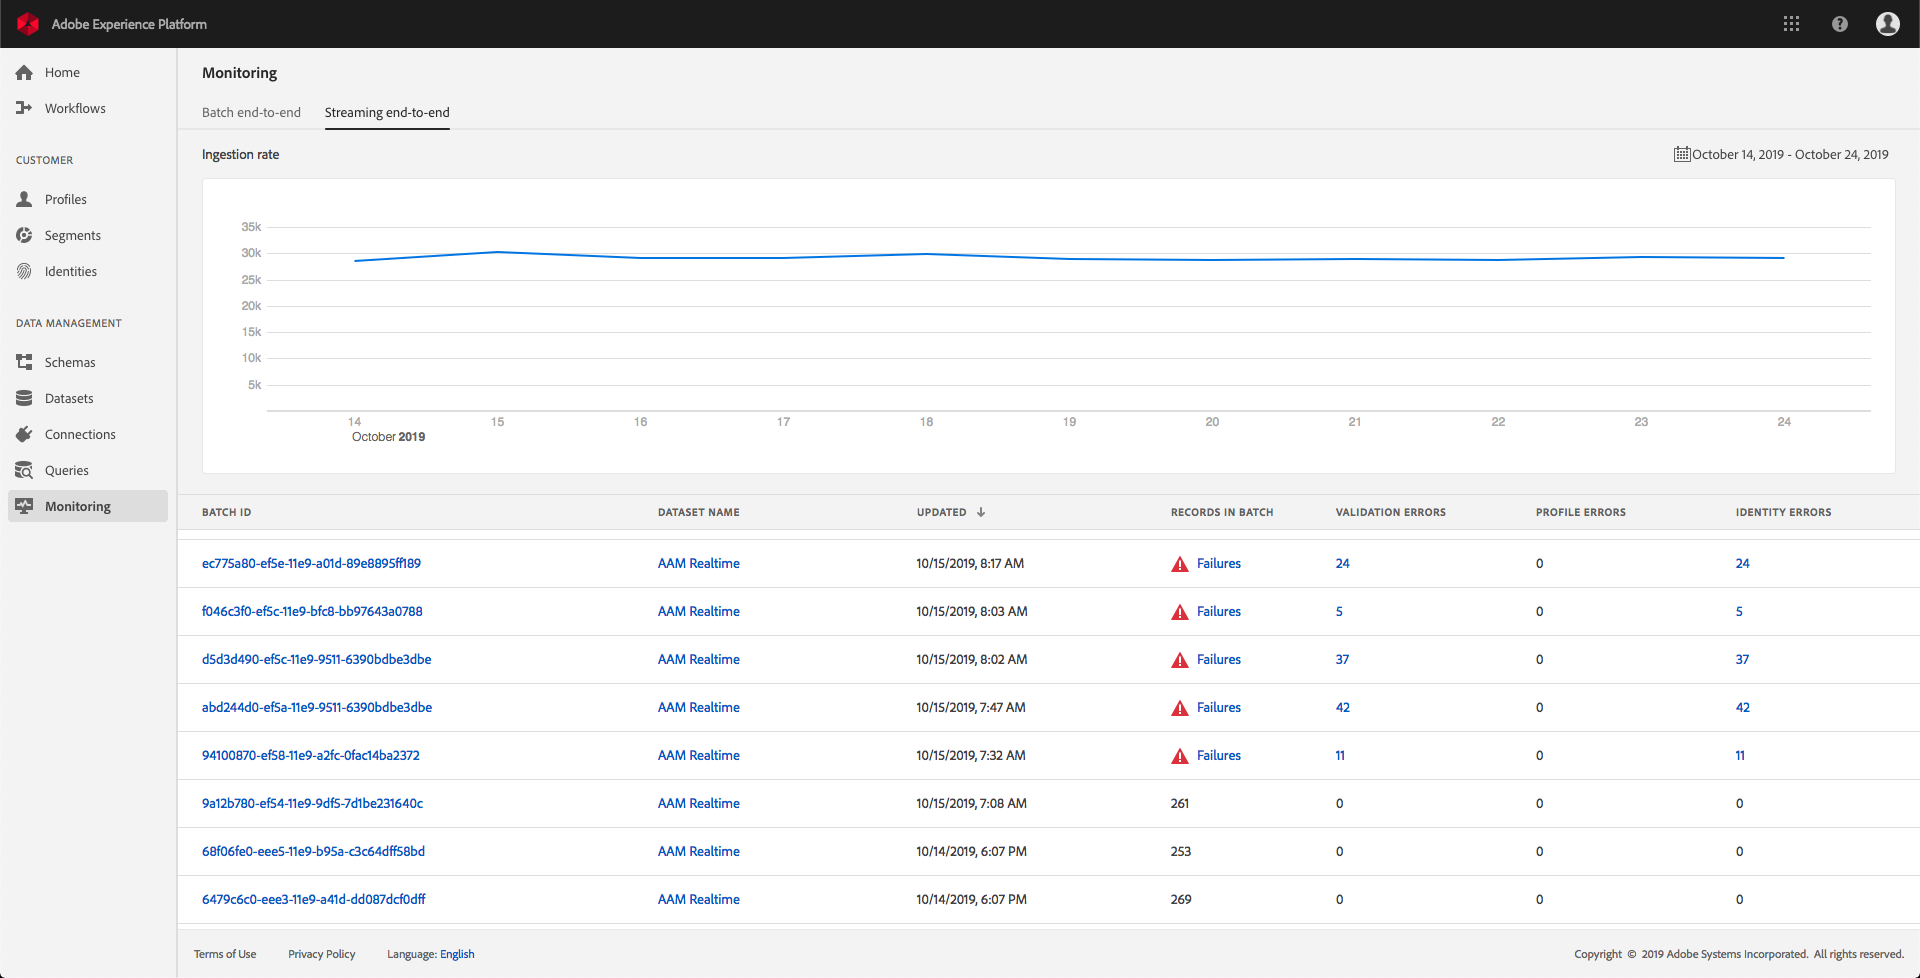 Adobe Experience Platform
Home
Workflows
CUSTOMER
Profiles
Segments
Identities
DATA MANAGEMENT
Schemas
Datasets
Connections
Queries
Monitoring
Monitoring
Batch end-to-end Streaming end-to-end
Ingestion rate October 14, 2019 - October 24, 2019
35k
30k
25k
20k
15k
10k
5k
14 15 16 17 18 19 20 21 22 23 24
October 2019
BATCH ID DATASET NAME UPDATED RECORDS IN BATCH VALIDATION ERRORS PROFILE ERRORS IDENTITY ERRORS
ec775a80-ef5e-11e9-a01d-89e8895ff189 AAM Realtime 10/15/2019, 8:17 AM Failures 24 0 24
f046c3f0-ef5c-11e9-bfc8-bb97643a0788 AAM Realtime 10/15/2019, 8:03 AM Failures 5 0 5
d5d3d490-ef5c-11e9-9511-6390bdbe3dbe AAM Realtime 10/15/2019, 8:02 AM Failures 37 0 37
abd244d0-ef5a-11e9-9511-6390bdbe3dbe AAM Realtime 10/15/2019, 7:47 AM Failures 42 0 42
94100870-ef58-11e9-a2fc-0fac14ba2372 AAM Realtime 10/15/2019, 7:32 AM Failures 11 0 11
9a12b780-ef54-11e9-9df5-7d1be231640c AAM Realtime 10/15/2019, 7:08 AM 261 0 0 0
68f06fe0-eee5-11e9-b95a-c3c64dff58bd AAM Realtime 10/14/2019, 6:07 PM 253 0 0 0
6479c6c0-eee3-11e9-a41d-dd087dcf0dff AAM Realtime 10/14/2019, 6:07 PM 269 0 0 0
Terms of Use Privacy Policy Language: English Copyright © 2019 Adobe Systems Incorporated. All rights reserved.